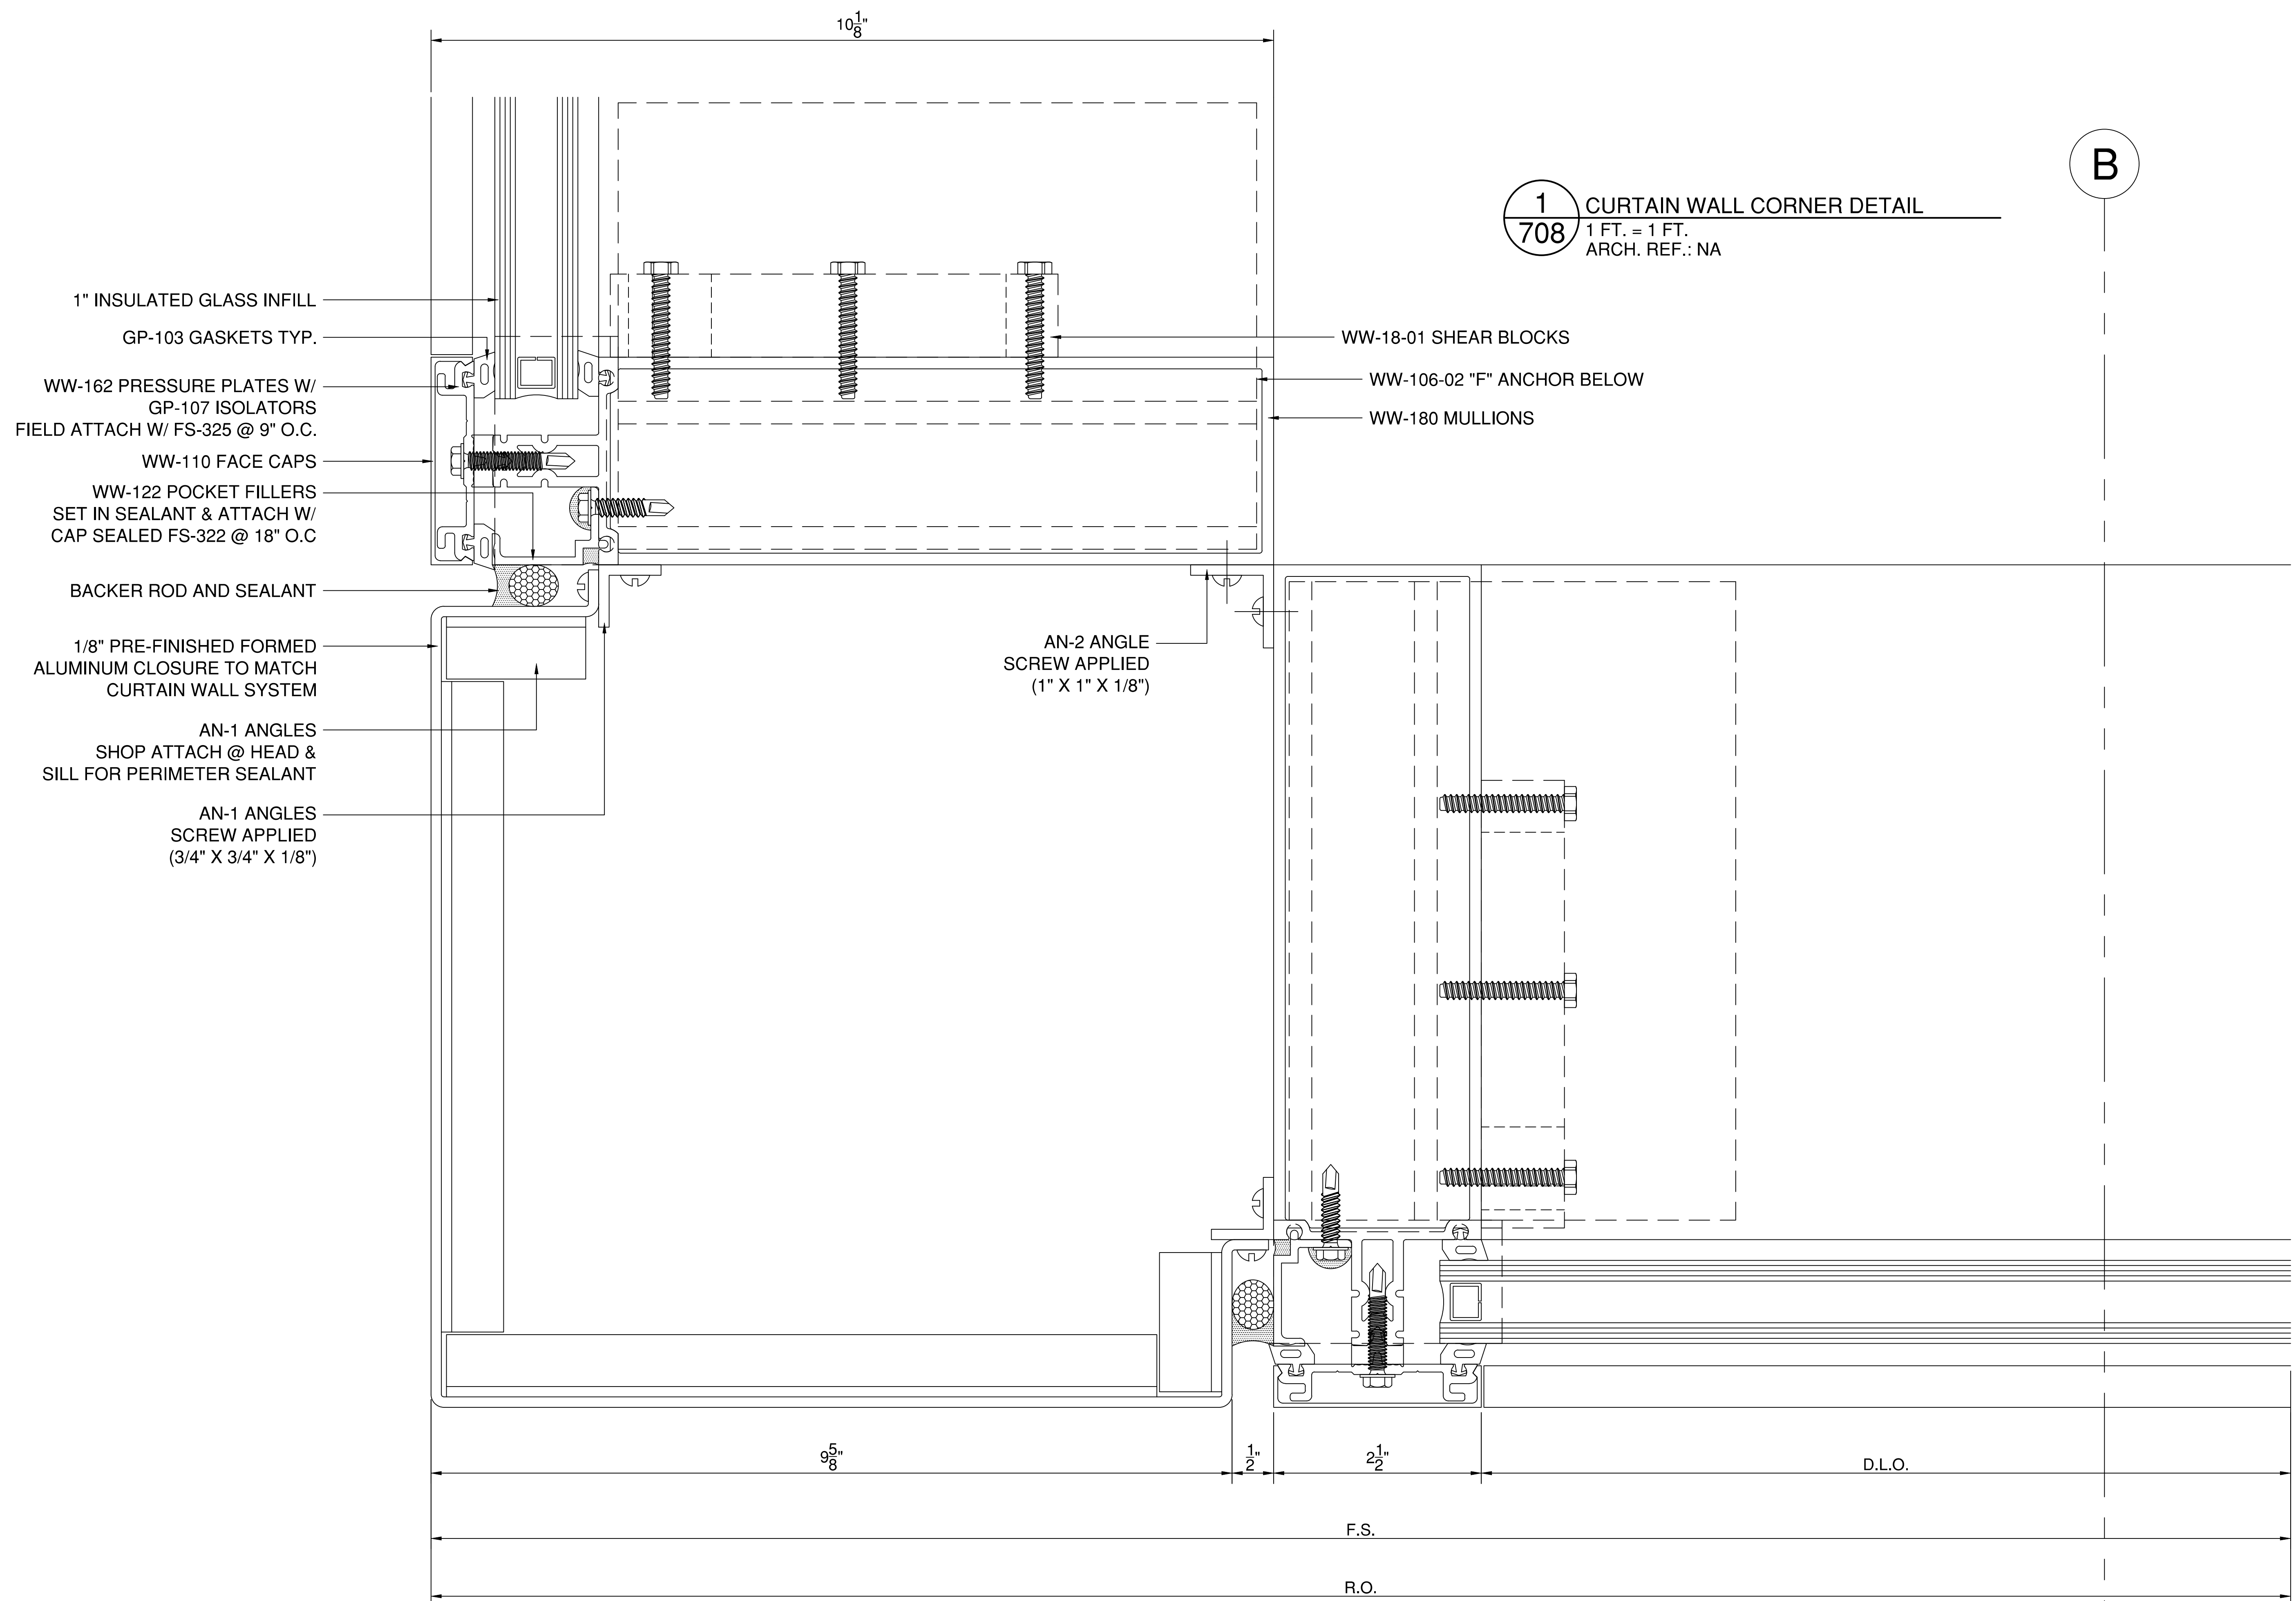 10 1/8"
B
1
708
CURTAIN WALL CORNER DETAIL
1 FT. = 1 FT.
ARCH. REF.: NA
1" INSULATED GLASS INFILL
GP-103 GASKETS TYP.
WW-162 PRESSURE PLATES W/
GP-107 ISOLATORS
FIELD ATTACH W/ FS-325 @ 9" O.C.
WW-110 FACE CAPS
WW-122 POCKET FILLERS
SET IN SEALANT & ATTACH W/
CAP SEALED FS-322 @ 18" O.C
BACKER ROD AND SEALANT
1/8" PRE-FINISHED FORMED
ALUMINUM CLOSURE TO MATCH
CURTAIN WALL SYSTEM
AN-1 ANGLES
SHOP ATTACH @ HEAD &
SILL FOR PERIMETER SEALANT
AN-1 ANGLES
SCREW APPLIED
(3/4" X 3/4" X 1/8")
WW-18-01 SHEAR BLOCKS
WW-106-02 "F" ANCHOR BELOW
WW-180 MULLIONS
AN-2 ANGLE
SCREW APPLIED
(1" X 1" X 1/8")
9 5/8"
1/2"
2 1/2"
D.L.O.
F.S.
R.O.